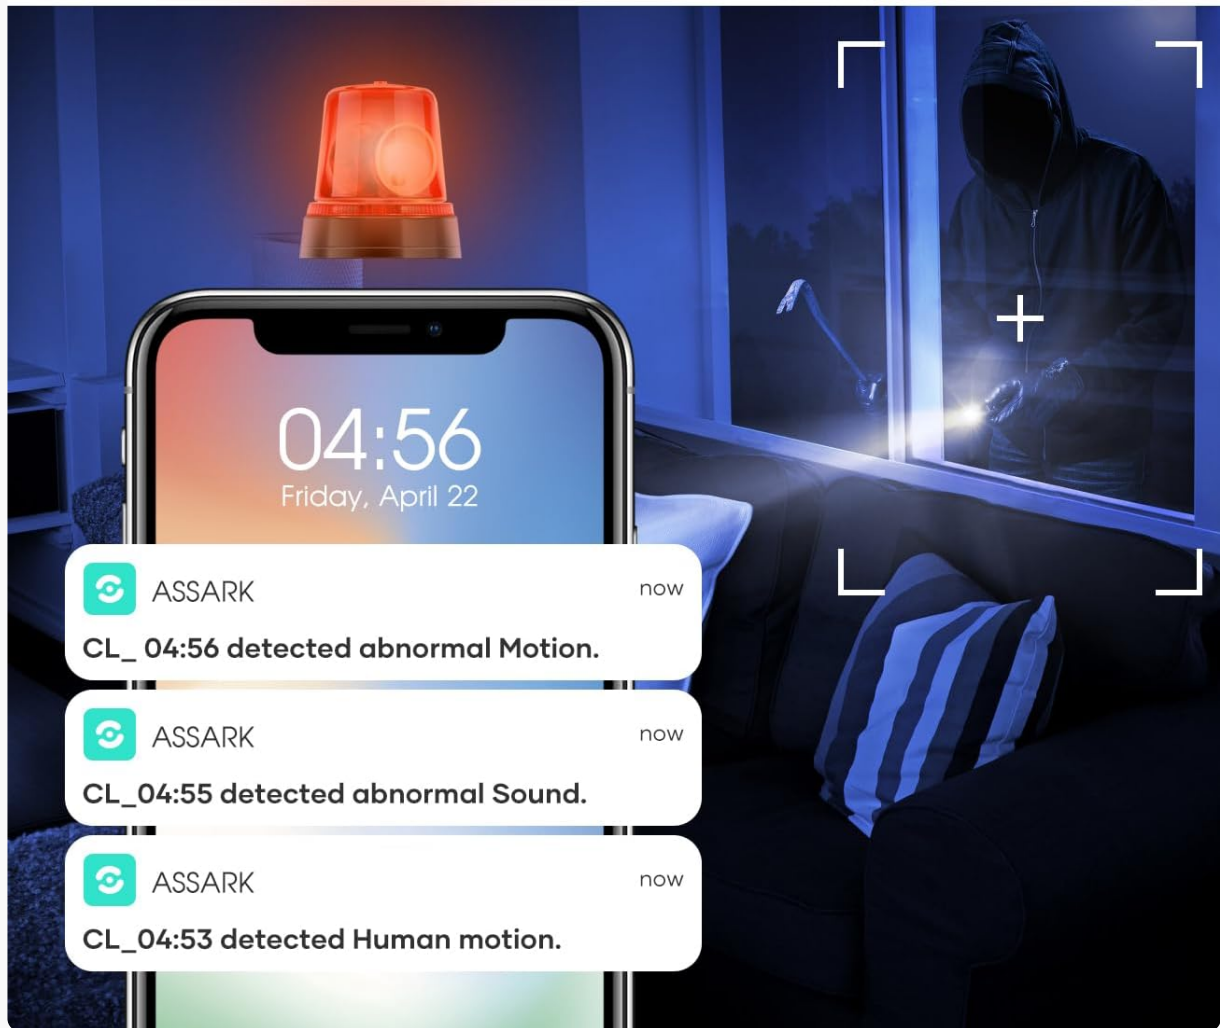 04:56
Friday, April 22
ASSARK now
CL_ 04:56 detected abnormal Motion.
ASSARK now
CL_04:55 detected abnormal Sound.
ASSARK now
CL_04:53 detected Human motion.